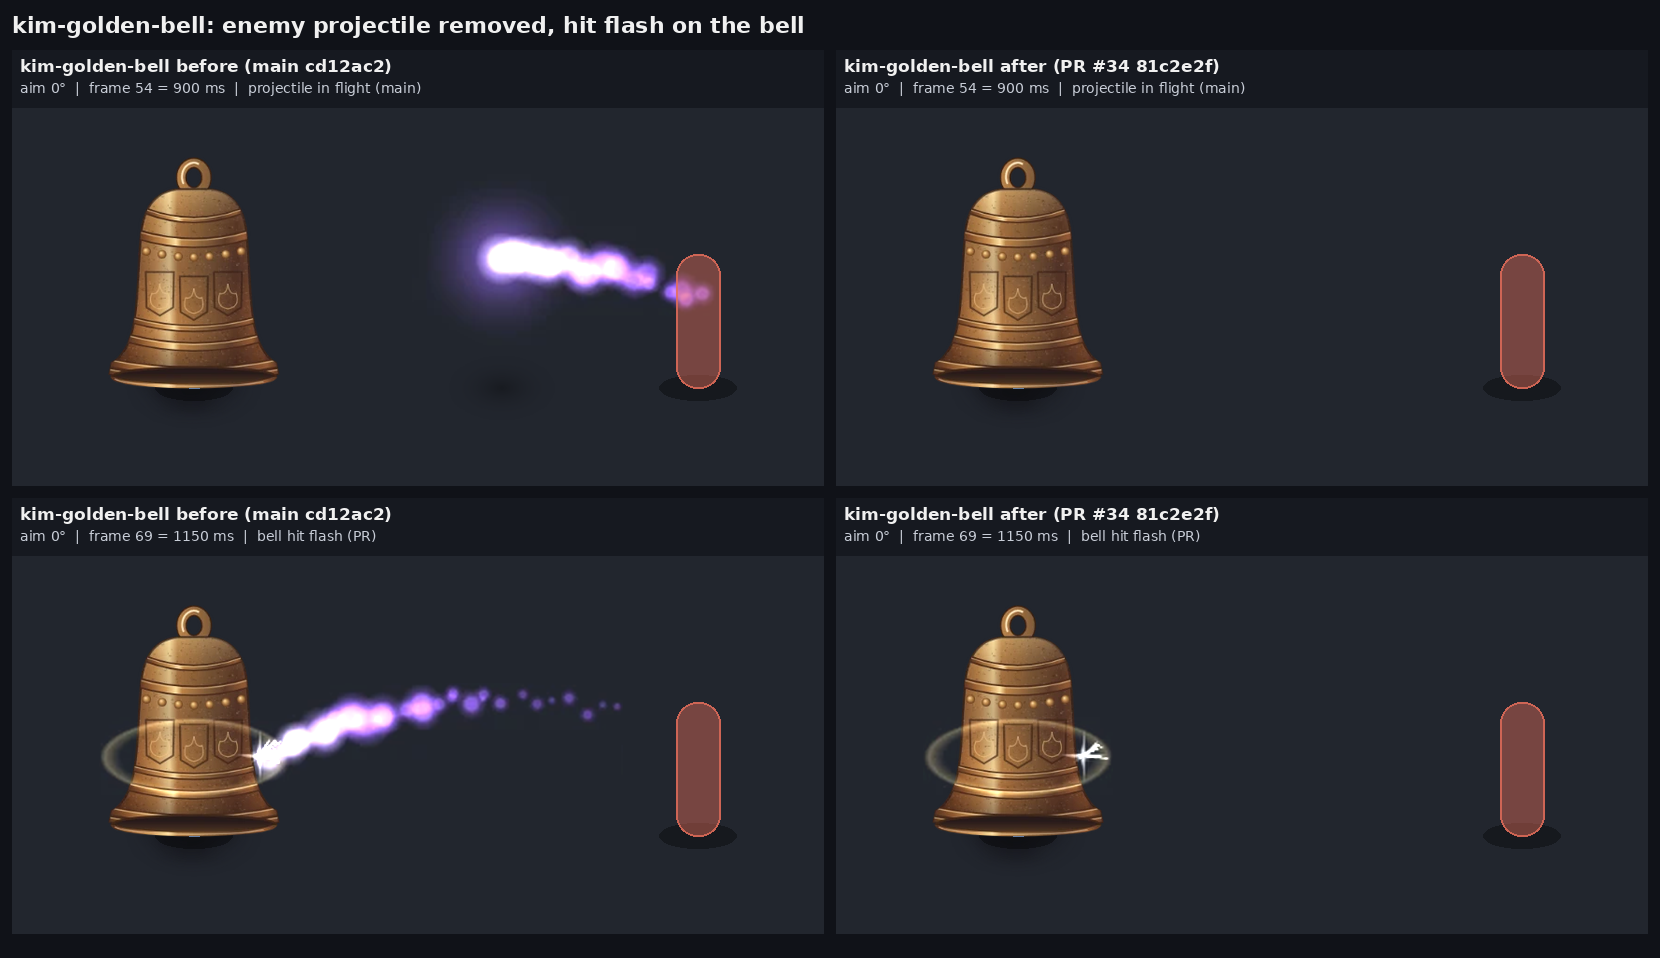 kim-golden-bell: enemy projectile removed, hit flash on the bell
kim-golden-bell before (main cd12ac2)
aim 0° | frame 54 = 900 ms | projectile in flight (main)
kim-golden-bell after (PR #34 81c2e2f)
aim 0° | frame 54 = 900 ms | projectile in flight (main)
kim-golden-bell before (main cd12ac2)
aim 0° | frame 69 = 1150 ms | bell hit flash (PR)
kim-golden-bell after (PR #34 81c2e2f)
aim 0° | frame 69 = 1150 ms | bell hit flash (PR)